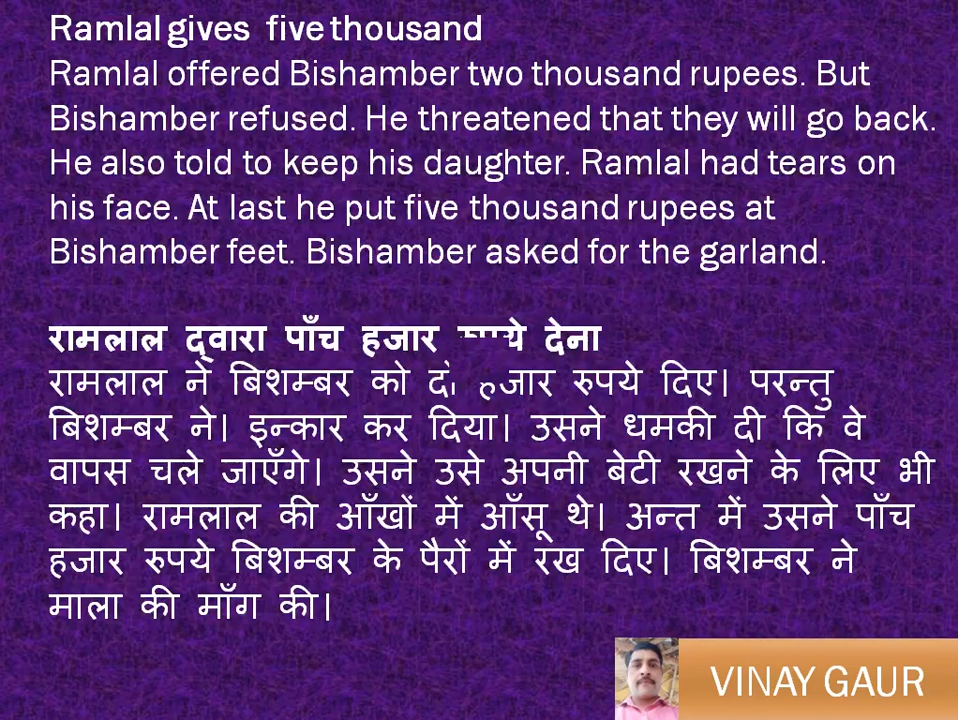 Ramlal gives five thousand
Ramlal offered Bishamber two thousand rupees. But
Bishamber refused. He threatened that they will go back.
He also told to keep his daughter. Ramlal had tears on
his face. At last he put five thousand rupees at
Bishamber feet. Bishamber asked for the garland.
रामलाल द्वारा पाँच हजार देना
रामलाल ने बिशम्बर को दो हजार रुपये दिए। परन्तु
बिशम्बर ने। इन्कार कर दिया। उसने धमकी दी कि वे
वापस चले जाएँगे। उसने उसे अपनी बेटी रखने के लिए भी
कहा। रामलाल की आँखों में आँसू थे। अन्त में उसने पाँच
हजार रुपये बिशम्बर के पैरों में रख दिए। बिशम्बर ने
माला की माँग की।
VINAY GAUR